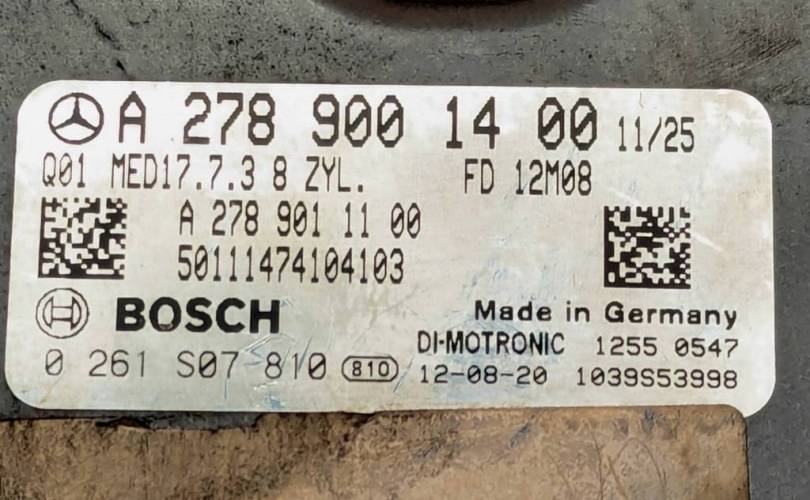 A 278 900 14 00 11/25
Q01 MED17.7.3 8 ZYL. FD 12M08
A 278 901 11 00
50111474104103
BOSCH Made in Germany
DI-MOTRONIC 1255 0547
0 261 S07 810 810 12-08-20 1039S53998